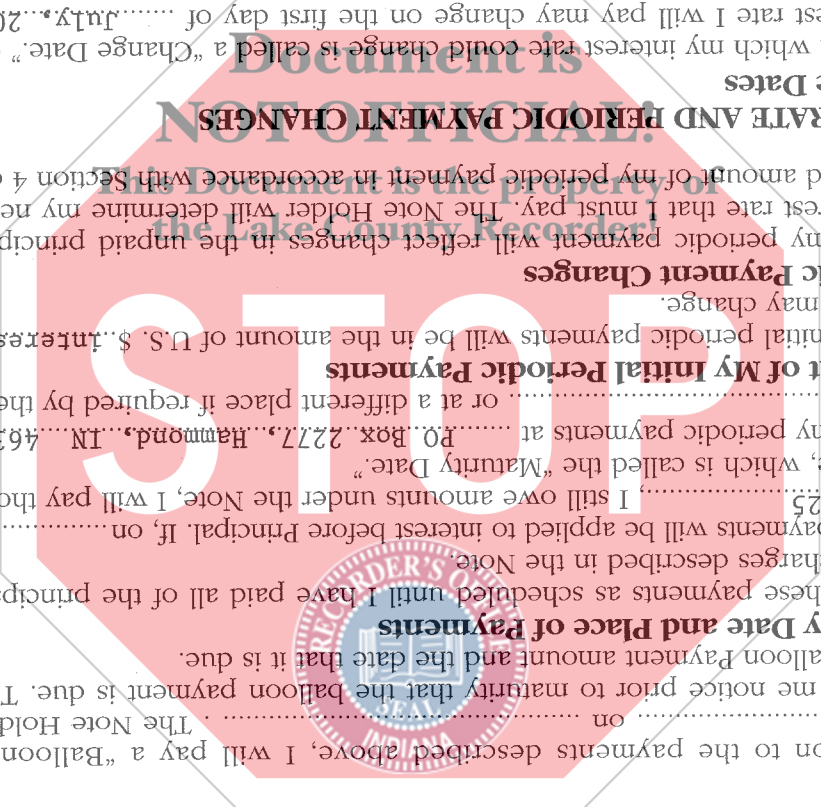 on to the payments described above, I will pay a "Balloon
on . The Note Hold
me notice prior to maturity that the balloon payment is due. T
alloon Payment amount and the date that it is due.
y Date and Place of Payments
hese payments as scheduled until I have paid all of the principa
harges described in the Note.
payments will be applied to interest before Principal. If, on
25, I still owe amounts under the Note, I will pay tho
e, which is called the "Maturity Date."
my periodic payments at PO Box 2277, Hammond, IN 463
or at a different place if required by the
t of My Initial Periodic Payments
nitial periodic payments will be in the amount of U.S. $ interes
may change.
ic Payment Changes
my periodic payment will reflect changes in the unpaid princip
rest rate that I must pay. The Note Holder will determine my ne
d amount of my periodic payment in accordance with Section 4
RATE AND PERIODIC PAYMENT CHANGES
e Dates
est rate I will pay may change on the first day of July, 20
which my interest rate could change is called a "Change Date."
Document is
NOT OFFICIAL!
This Document is the property of
the Lake County Recorder!
STOP
RECORDER'S OFFICE
SEAL
INDIANA